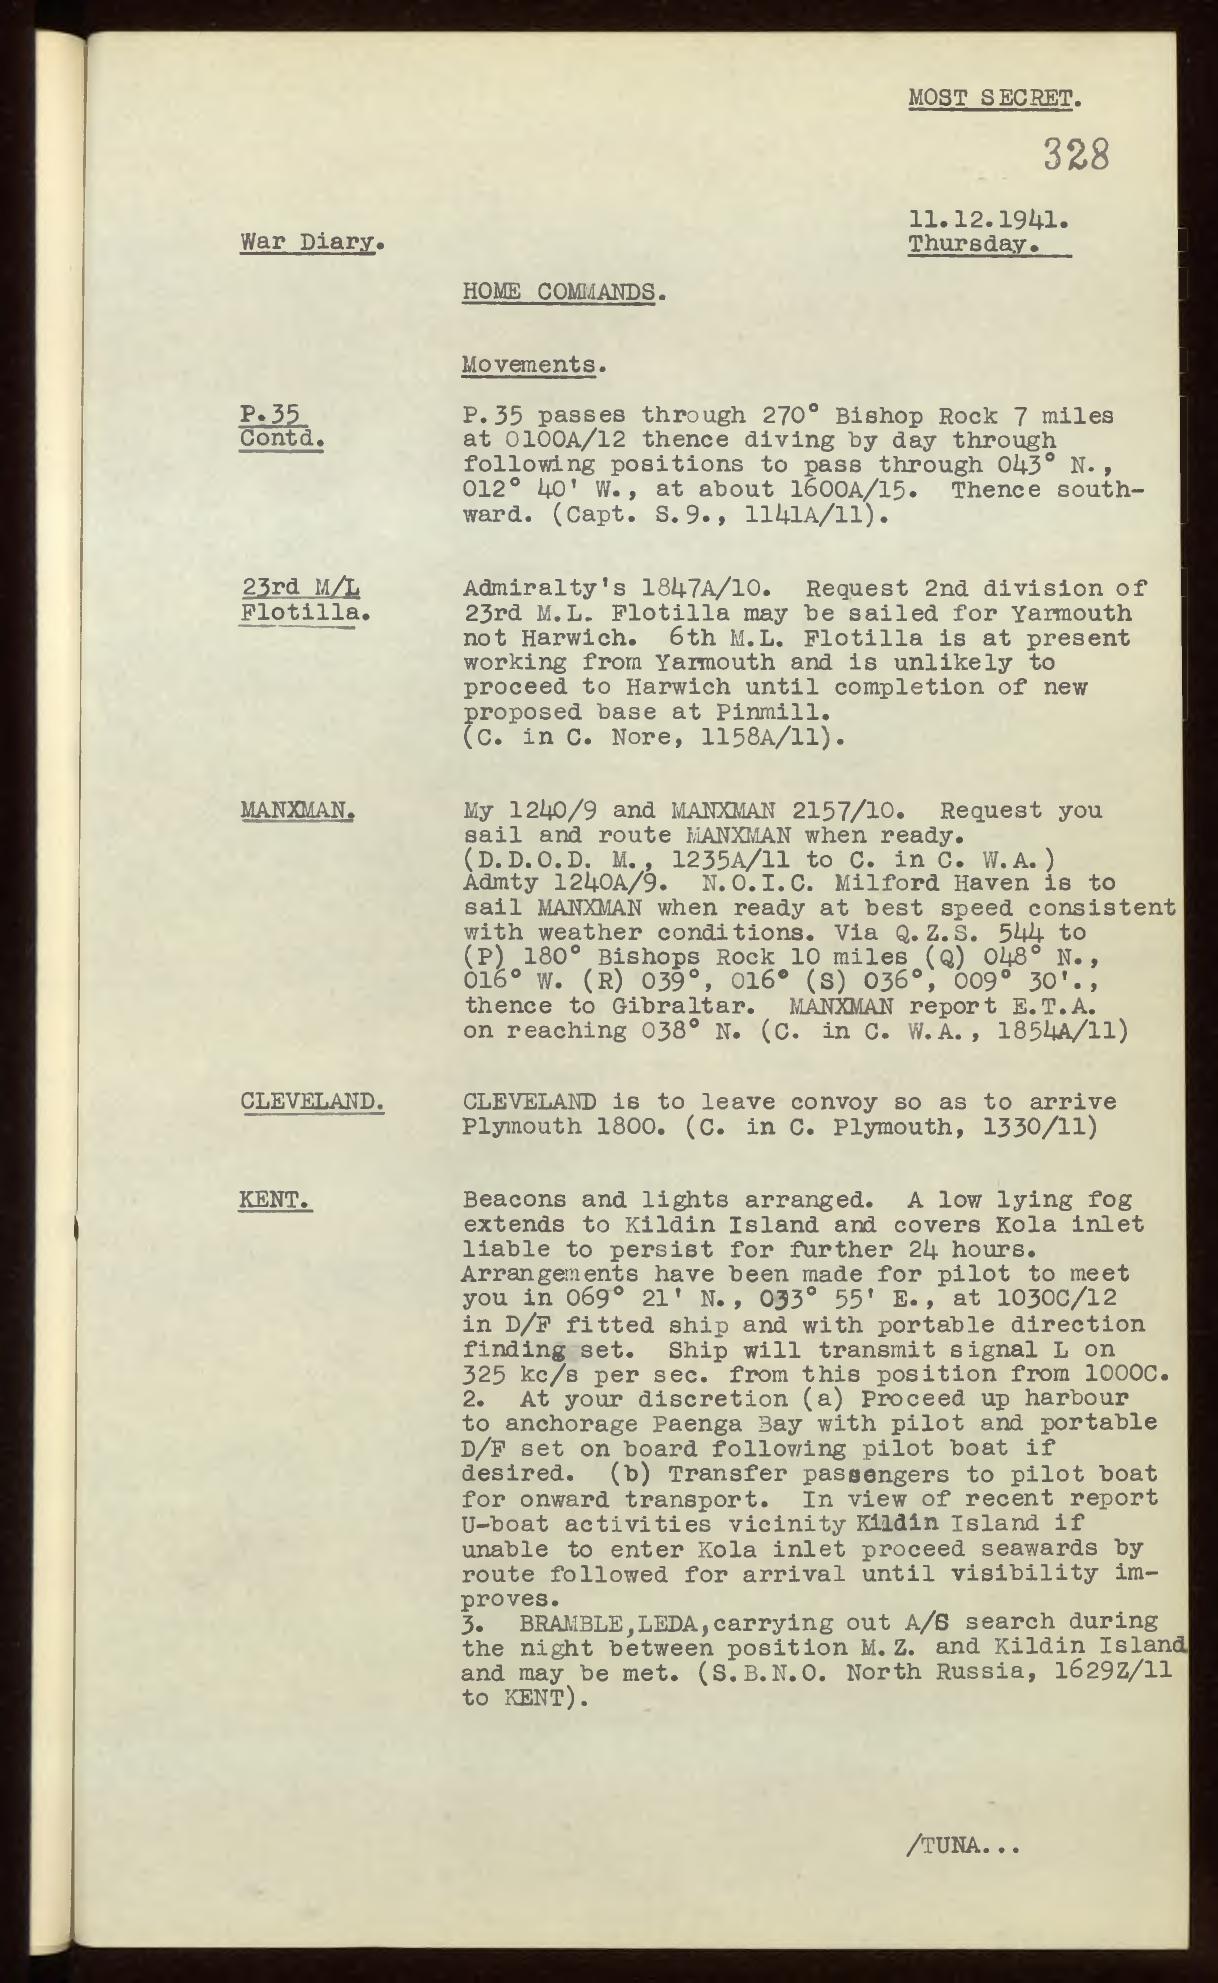 MOST SECRET.
328
11.12.1941.
War Diary.
Thursday.
HOME COMMANDS.
Movements.
P.35
Contd.
P.35 passes through 270° Bishop Rock 7 miles
at 0100A/12 thence diving by day through
following positions to pass through 043° N.,
012° 40' W., at about 1600A/15. Thence south-
ward. (Capt. S.9., 1141A/11).
23rd M/L
Flotilla.
Admiralty's 1847A/10. Request 2nd division of
23rd M.L. Flotilla may be sailed for Yarmouth
not Harwich. 6th M.L. Flotilla is at present
working from Yarmouth and is unlikely to
proceed to Harwich until completion of new
proposed base at Pinmill.
(C. in C. Nore, 1158A/11).
MANXMAN.
My 1240/9 and MANXMAN 2157/10. Request you
sail and route MANXMAN when ready.
(D.D.O.D. M., 1235A/11 to C. in C. W.A.)
Admty 1240A/9. N.O.I.C. Milford Haven is to
sail MANXMAN when ready at best speed consistent
with weather conditions. Via Q.Z.S. 544 to
(P) 180° Bishops Rock 10 miles (Q) 048° N.,
016° W. (R) 039°, 016° (S) 036°, 009° 30'.,
thence to Gibraltar. MANXMAN report E.T.A.
on reaching 038° N. (C. in C. W.A., 1854A/11)
CLEVELAND.
CLEVELAND is to leave convoy so as to arrive
Plymouth 1800. (C. in C. Plymouth, 1330/11)
KENT.
Beacons and lights arranged. A low lying fog
extends to Kildin Island and covers Kola inlet
liable to persist for further 24 hours.
Arrangements have been made for pilot to meet
you in 069° 21' N., 033° 55' E., at 1030C/12
in D/F fitted ship and with portable direction
finding set. Ship will transmit signal L on
325 kc/s per sec. from this position from 1000C.
2. At your discretion (a) Proceed up harbour
to anchorage Paenga Bay with pilot and portable
D/F set on board following pilot boat if
desired. (b) Transfer passengers to pilot boat
for onward transport. In view of recent report
U-boat activities vicinity Kildin Island if
unable to enter Kola inlet proceed seawards by
route followed for arrival until visibility im-
proves.
3. BRAMBLE,LEDA,carrying out A/S search during
the night between position M.Z. and Kildin Island
and may be met. (S.B.N.O. North Russia, 1629Z/11
to KENT).
/TUNA...